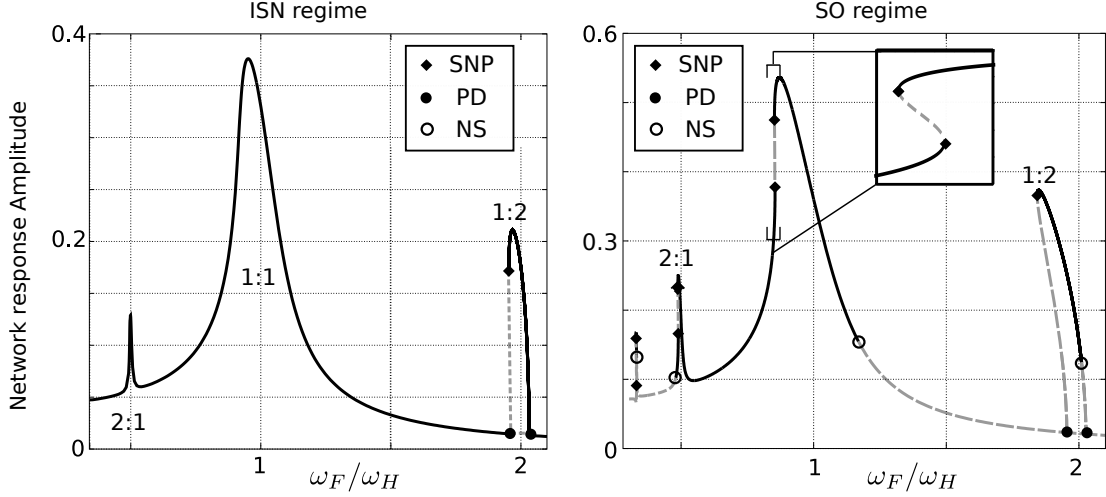 ISN regime
SO regime
Network response Amplitude
0.4
0.2
0
SNP
PD
NS
1:2
1:1
2:1
1
2
ω_F/ω_H
0.6
0.3
0
SNP
PD
NS
1:2
2:1
1
2
ω_F/ω_H